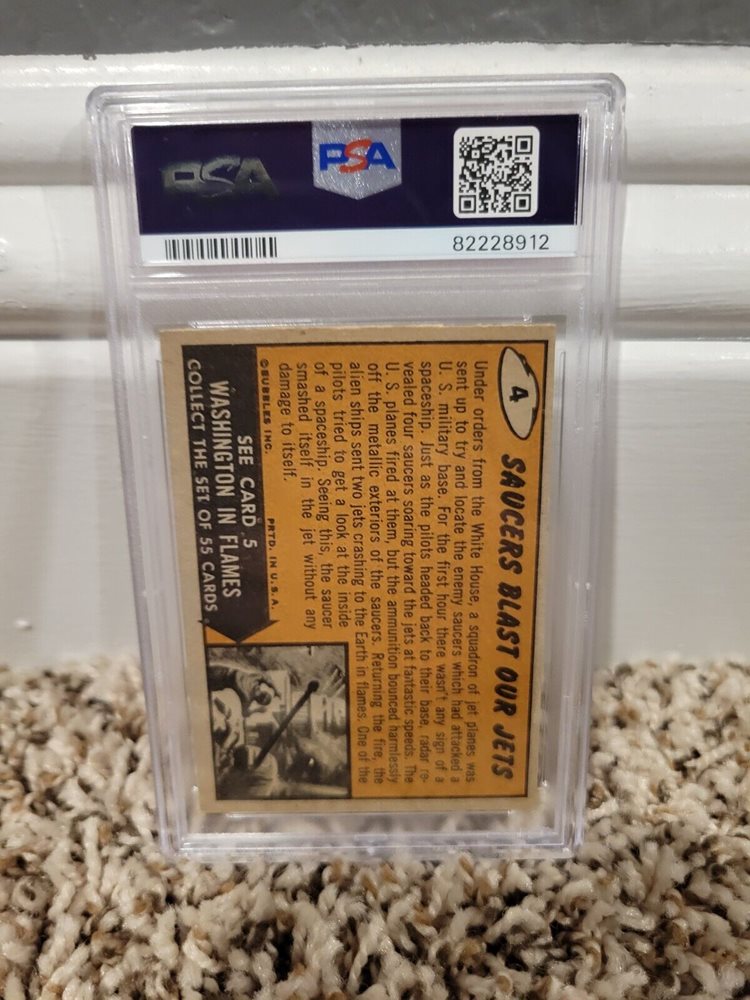 PSA
PSA
82228912
4
SAUCERS BLAST OUR JETS
Under orders from the White House, a squadron of jet planes was
sent up to try and locate the enemy saucers which had attacked a
U. S. military base. For the first hour there wasn't any sign of a
spaceship. Just as the pilots headed back to their base, radar re-
vealed four saucers soaring toward the jets at fantastic speeds. The
U. S. planes fired at them, but the ammunition bounced harmlessly
off the metallic exteriors of the saucers. Returning the fire, the
alien ships sent two jets crashing to the Earth in flames. One of the
pilots tried to get a look at the inside
of a spaceship. Seeing this, the saucer
smashed itself in the jet without any
damage to itself.
©BUBBLES INC. PRTD. IN U.S.A.
SEE CARD 5
WASHINGTON IN FLAMES
COLLECT THE SET OF 55 CARDS